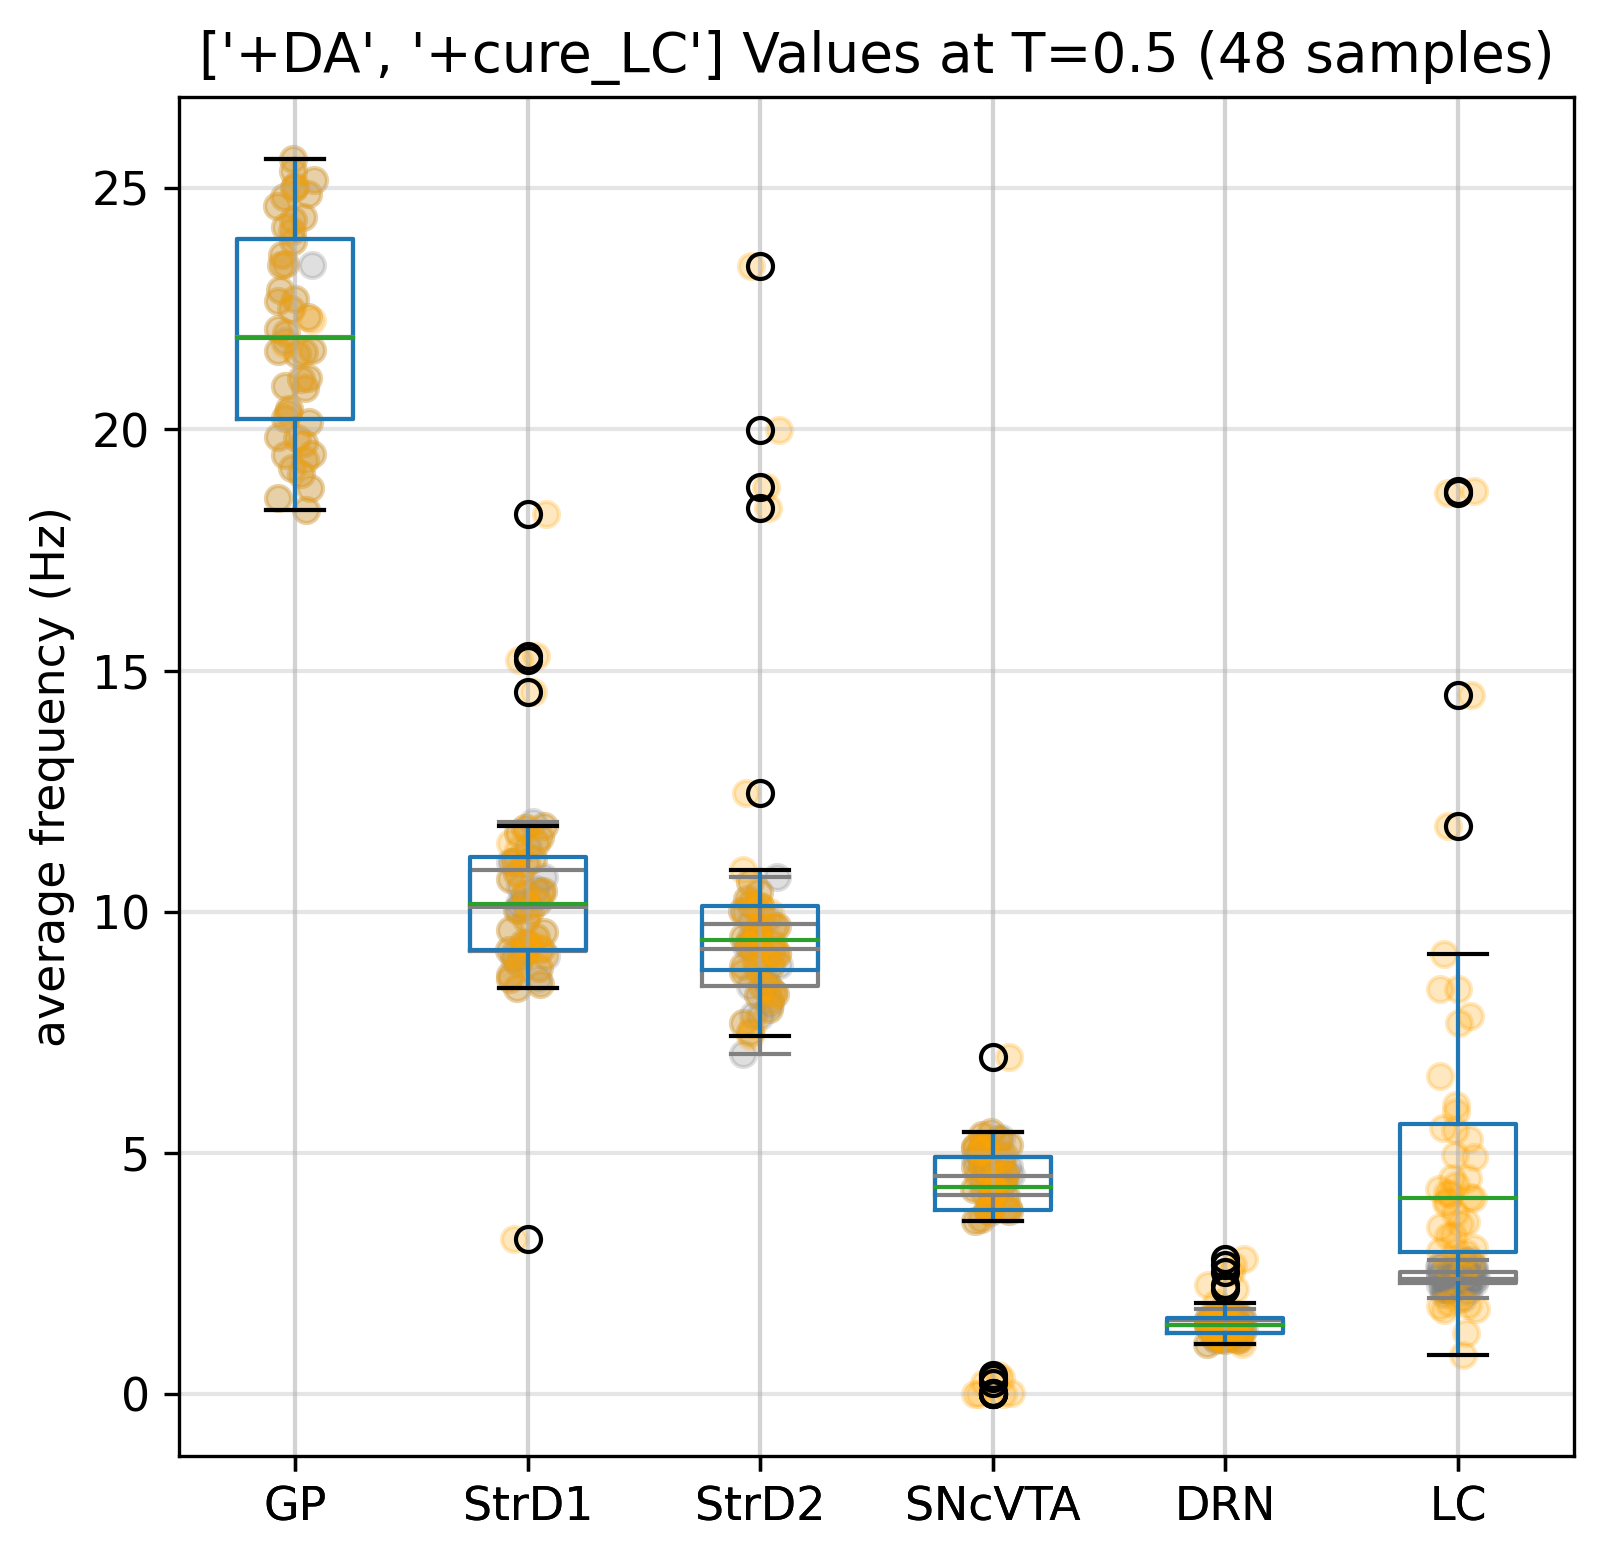 ['+DA', '+cure_LC'] Values at T=0.5 (48 samples)
average frequency (Hz)
25
20
15
10
5
0
GP StrD1 StrD2 SNcVTA DRN LC